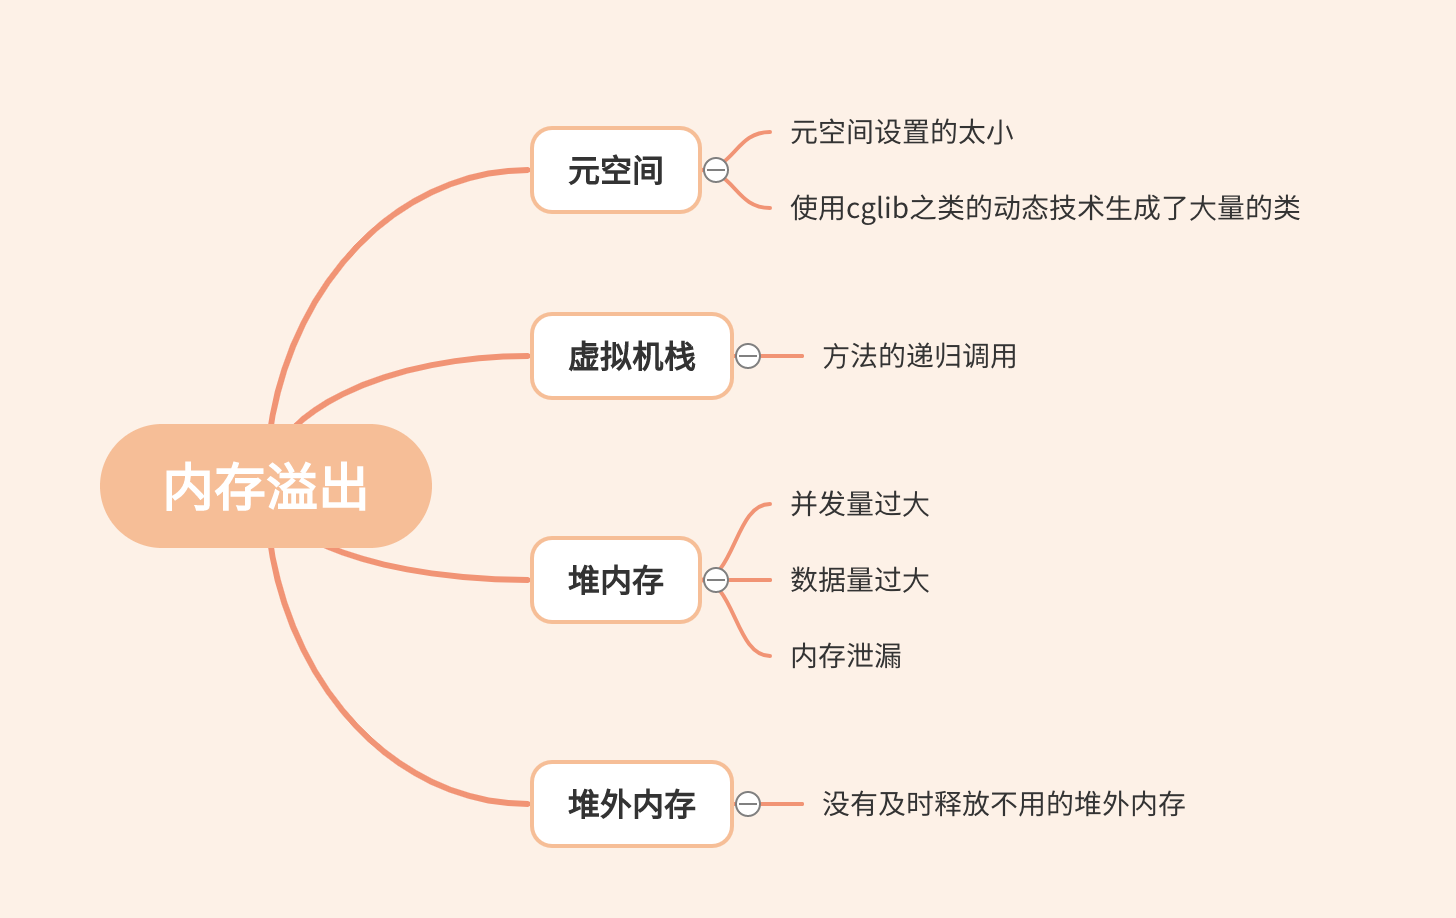 内存溢出
元空间
元空间设置的太小
使用cglib之类的动态技术生成了大量的类
虚拟机栈
方法的递归调用
堆内存
并发量过大
数据量过大
内存泄漏
堆外内存
没有及时释放不用的堆外内存